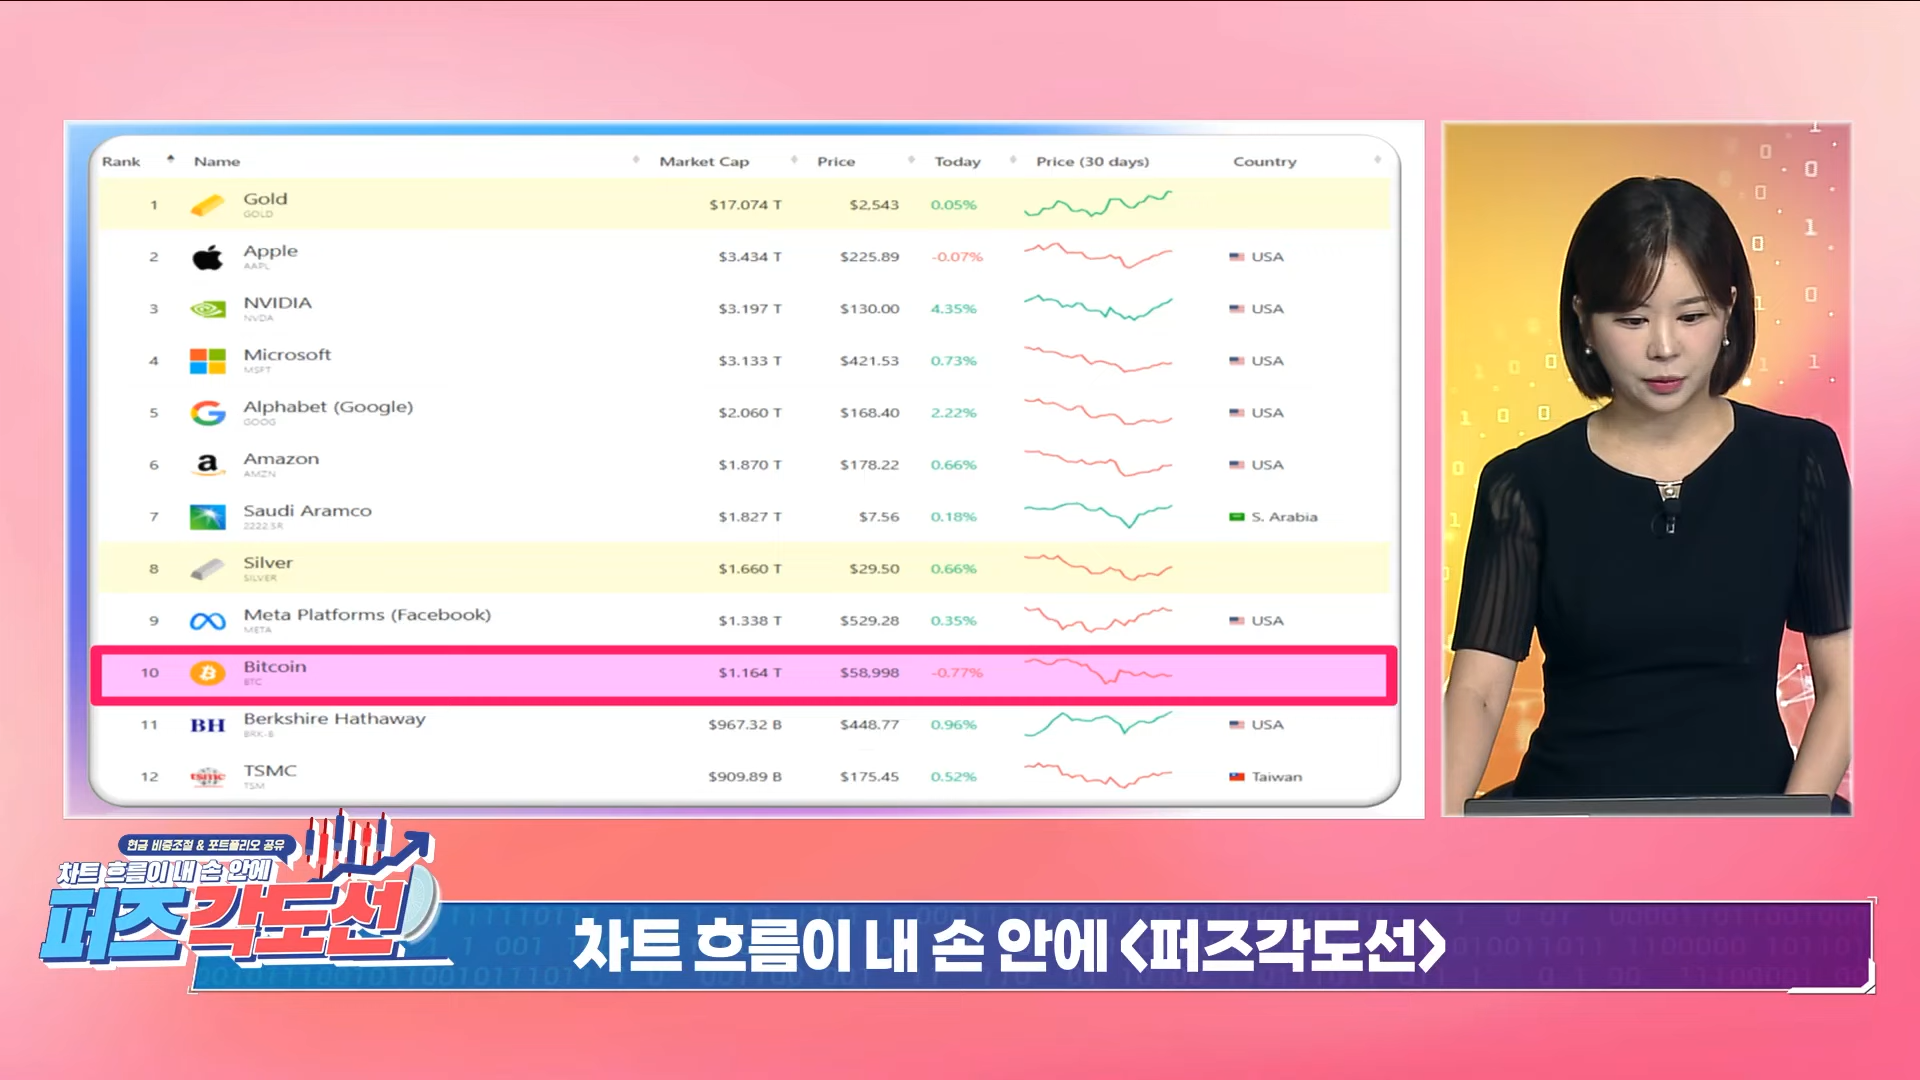 Rank Name Market Cap Price Today Price (30 days) Country
1 Gold $17.074 T $2,543 0.05%
GOLD
2 Apple $3.434 T $225.89 -0.07% USA
AAPL
3 NVIDIA $3.197 T $130.00 4.35% USA
NVDA
4 Microsoft $3.133 T $421.53 0.73% USA
MSFT
5 Alphabet (Google) $2.060 T $168.40 2.22% USA
GOOG
6 Amazon $1.870 T $178.22 0.66% USA
AMZN
7 Saudi Aramco $1.827 T $7.56 0.18% S. Arabia
2222.SR
8 Silver $1.660 T $29.50 0.66%
SILVER
9 Meta Platforms (Facebook) $1.338 T $529.28 0.35% USA
META
10 Bitcoin $1.164 T $58,998 -0.77%
BTC
11 BH Berkshire Hathaway $967.32 B $448.77 0.96% USA
BRK-B
12 tsmc TSMC $909.89 B $175.45 0.52% Taiwan
TSM
현금 비중조절 & 포트폴리오 공유
차트 흐름이 내 손 안에
퍼즈각도선
차트 흐름이 내 손 안에<퍼즈각도선>